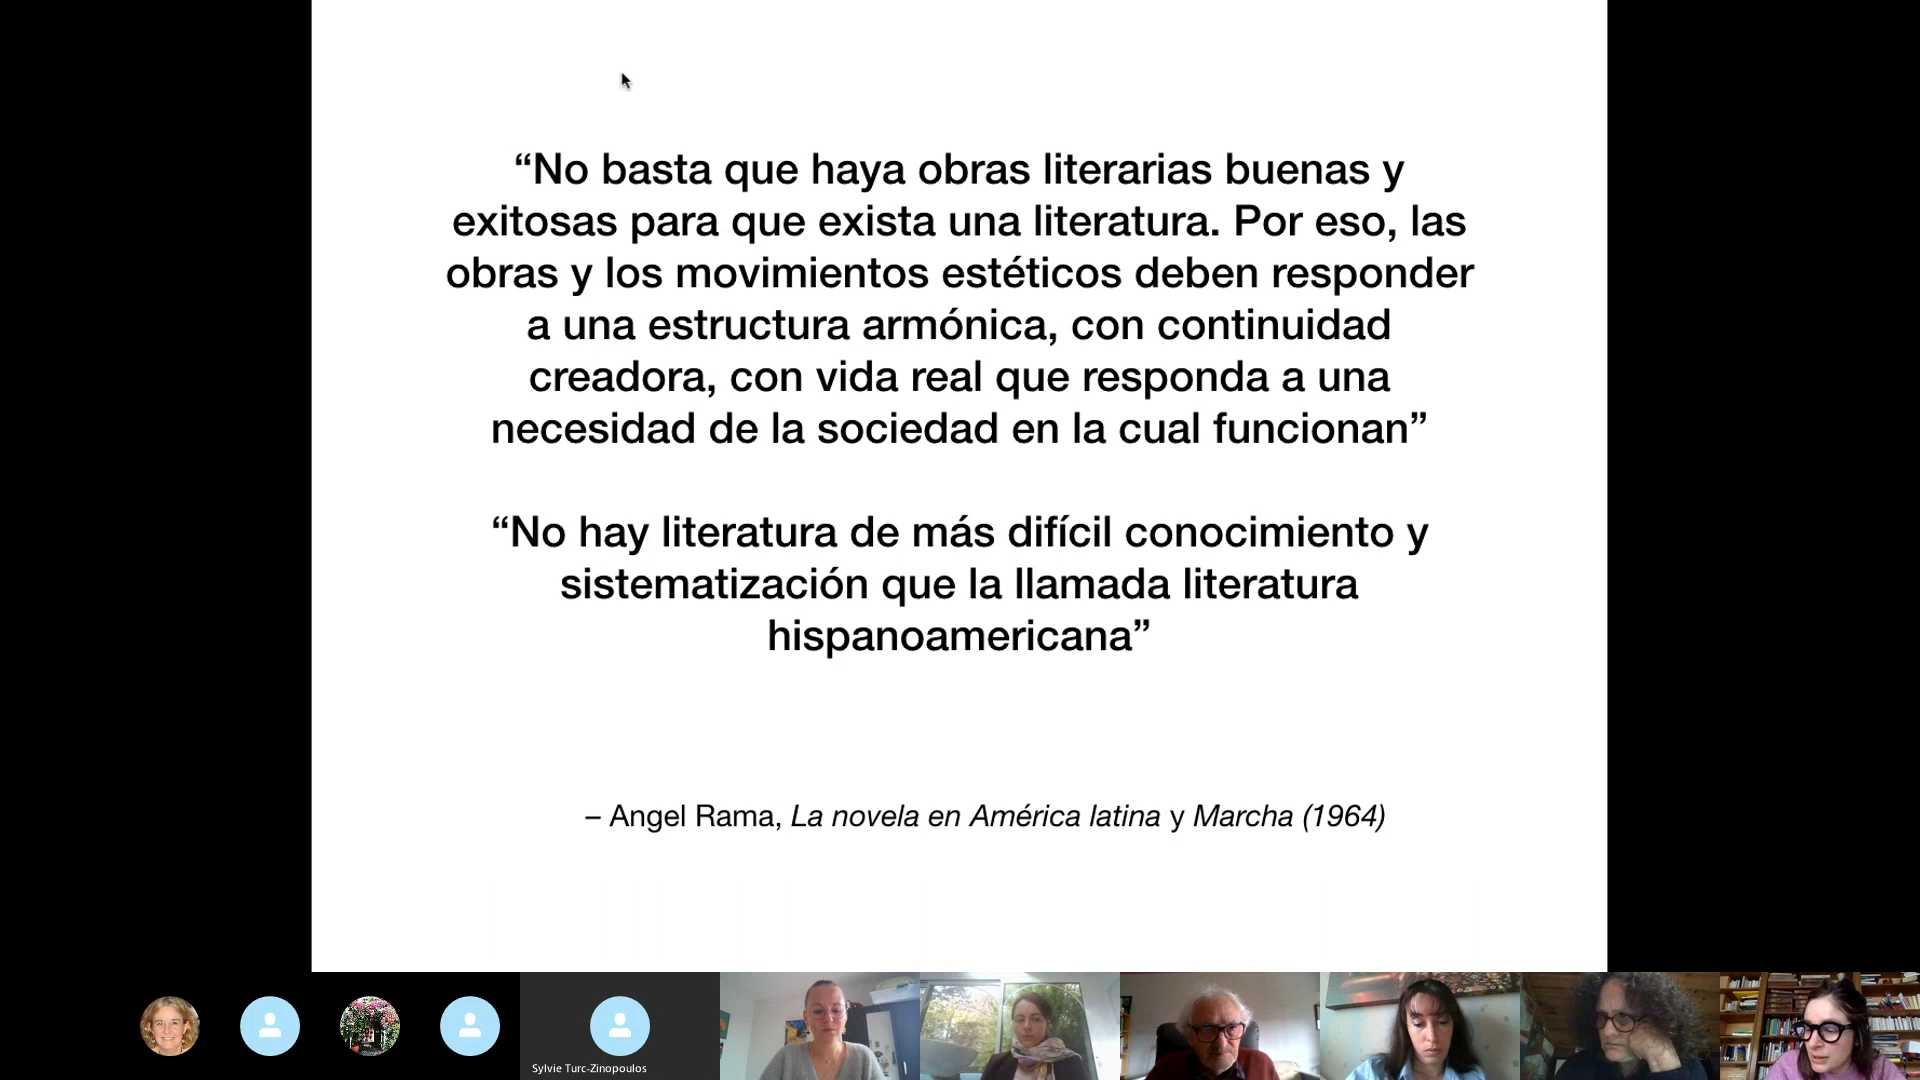 “No basta que haya obras literarias buenas y
exitosas para que exista una literatura. Por eso, las
obras y los movimientos estéticos deben responder
a una estructura armónica, con continuidad
creadora, con vida real que responda a una
necesidad de la sociedad en la cual funcionan”
“No hay literatura de más difícil conocimiento y
sistematización que la llamada literatura
hispanoamericana”
– Angel Rama, La novela en América latina y Marcha (1964)
Sylvie Turc-Zinopoulos